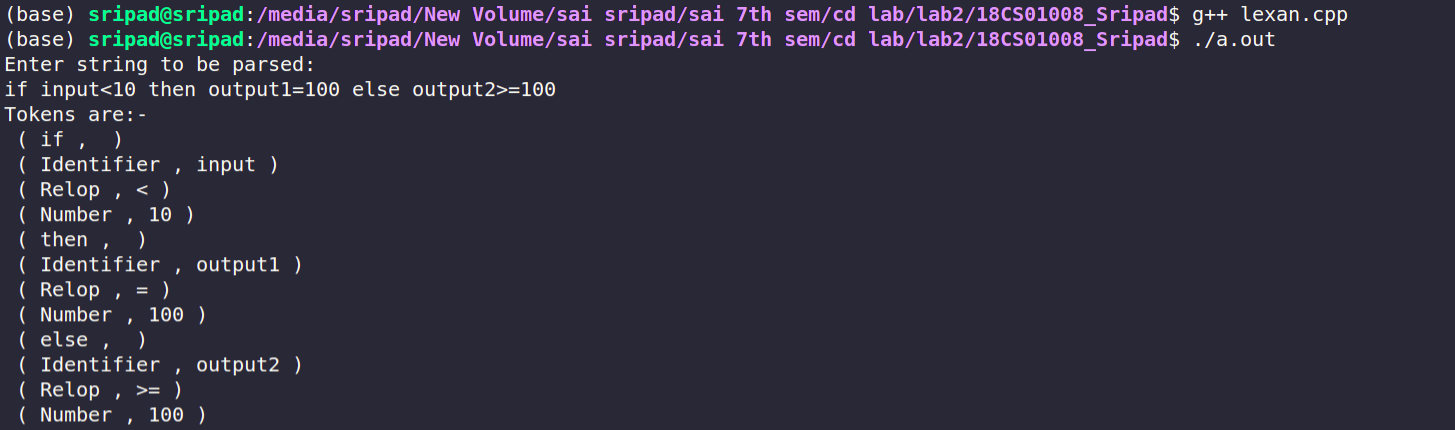 (base) sripad@sripad:/media/sripad/New Volume/sai sripad/sai 7th sem/cd lab/lab2/18CS01008_Sripad$ g++ lexan.cpp
(base) sripad@sripad:/media/sripad/New Volume/sai sripad/sai 7th sem/cd lab/lab2/18CS01008_Sripad$ ./a.out
Enter string to be parsed:
if input<10 then output1=100 else output2>=100
Tokens are:-
 ( if ,  )
 ( Identifier , input )
 ( Relop , < )
 ( Number , 10 )
 ( then ,  )
 ( Identifier , output1 )
 ( Relop , = )
 ( Number , 100 )
 ( else ,  )
 ( Identifier , output2 )
 ( Relop , >= )
 ( Number , 100 )